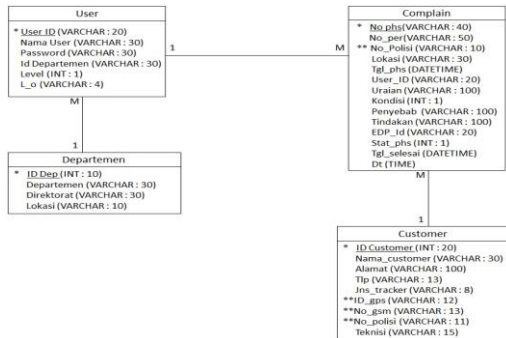 User
* User ID (VARCHAR : 20)
Nama User (VARCHAR : 30)
Password (VARCHAR : 30)
Id Departemen (VARCHAR : 30)
Level (INT : 1)
L_o (VARCHAR : 4)
1
M
M
1
Departemen
* ID Dep (INT : 10)
Departemen (VARCHAR : 30)
Direktorat (VARCHAR : 30)
Lokasi (VARCHAR : 10)
Complain
* No phs(VARCHAR : 40)
No_per(VARCHAR : 50)
** No_Polisi (VARCHAR : 10)
Lokasi (VARCHAR : 30)
Tgl_phs (DATETIME)
User_ID (VARCHAR : 20)
Uraian (VARCHAR : 100)
Kondisi (INT : 1)
Penyebab (VARCHAR : 100)
Tindakan (VARCHAR : 100)
EDP_Id (VARCHAR : 20)
Stat_phs (INT : 1)
Tgl_selesai (DATETIME)
Dt (TIME)
M
1
Customer
* ID Customer (INT : 20)
Nama_customer (VARCHAR : 30)
Alamat (VARCHAR : 100)
Tlp (VARCHAR : 13)
Jns_tracker (VARCHAR : 8)
**ID_gps (VARCHAR : 12)
**No_gsm (VARCHAR : 13)
**No_polisi (VARCHAR : 11)
Teknisi (VARCHAR : 15)